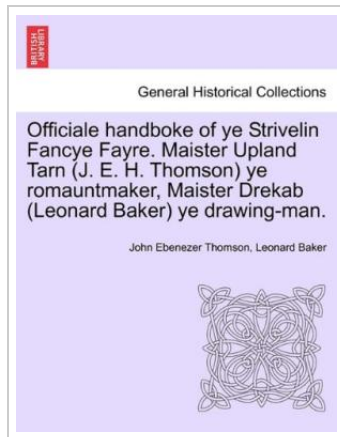 BRITISH
LIBRARY
General Historical Collections
Officiale handboke of ye Strivelin
Fancye Fayre. Maister Upland
Tarn (J. E. H. Thomson) ye
romauntmaker, Maister Drekab
(Leonard Baker) ye drawing-man.
John Ebenezer Thomson, Leonard Baker